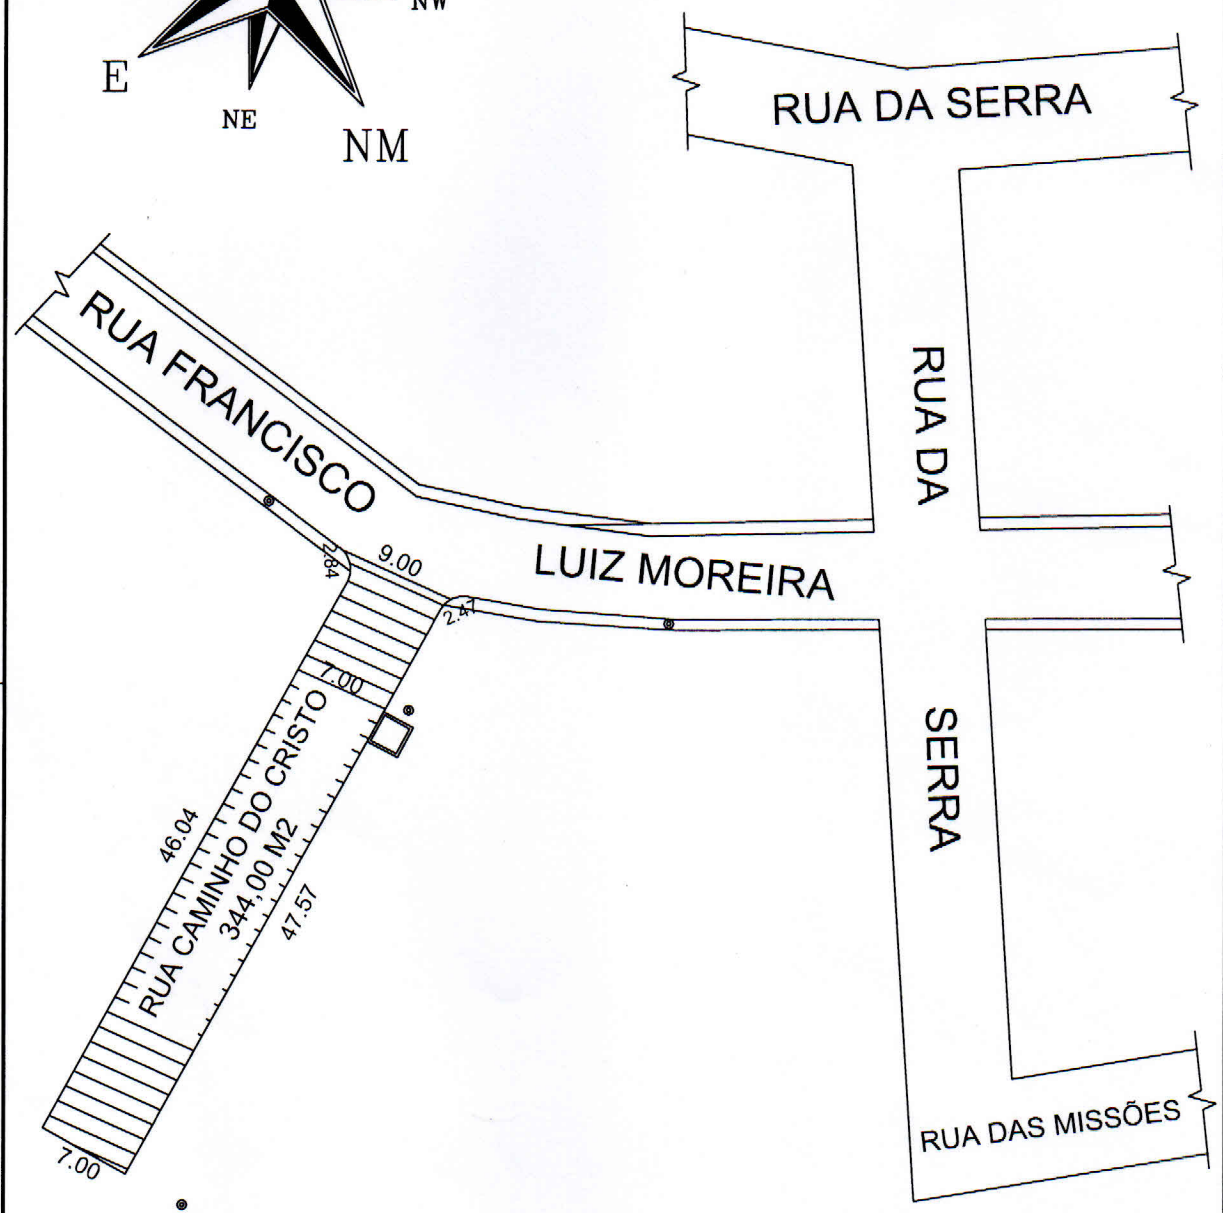 NW
E
NE
NM
RUA DA SERRA
RUA FRANCISCO
LUIZ MOREIRA
RUA DA
SERRA
2.84
9.00
2.47
7.00
RUA CAMINHO DO CRISTO
344,00 M2
46.04
47.57
7.00
RUA DAS MISSÕES